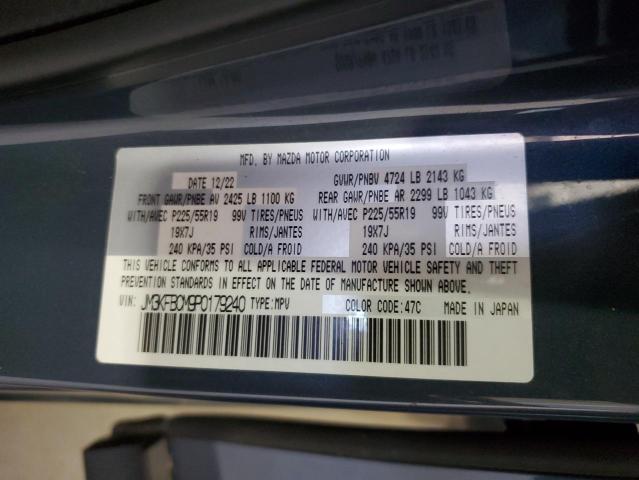 MFD. BY MAZDA MOTOR CORPORATION
DATE 12/22 GVWR/PNBV 4724 LB 2143 KG
FRONT GAWR/PNBE AV 2425 LB 1100 KG REAR GAWR/PNBE AR 2299 LB 1043 KG
WITH/AVEC P225/55R19 99V TIRES/PNEUS WITH/AVEC P225/55R19 99V TIRES/PNEUS
19X7J RIMS/JANTES 19X7J RIMS/JANTES
240 KPA/35 PSI COLD/A FROID 240 KPA/35 PSI COLD/A FROID
THIS VEHICLE CONFORMS TO ALL APPLICABLE FEDERAL MOTOR VEHICLE SAFETY AND THEFT
PREVENTION STANDARDS IN EFFECT ON THE DATE OF MANUFACTURE SHOWN ABOVE.
VIN: JM3KFBCM9P0179240 TYPE:MPV COLOR CODE:47C MADE IN JAPAN